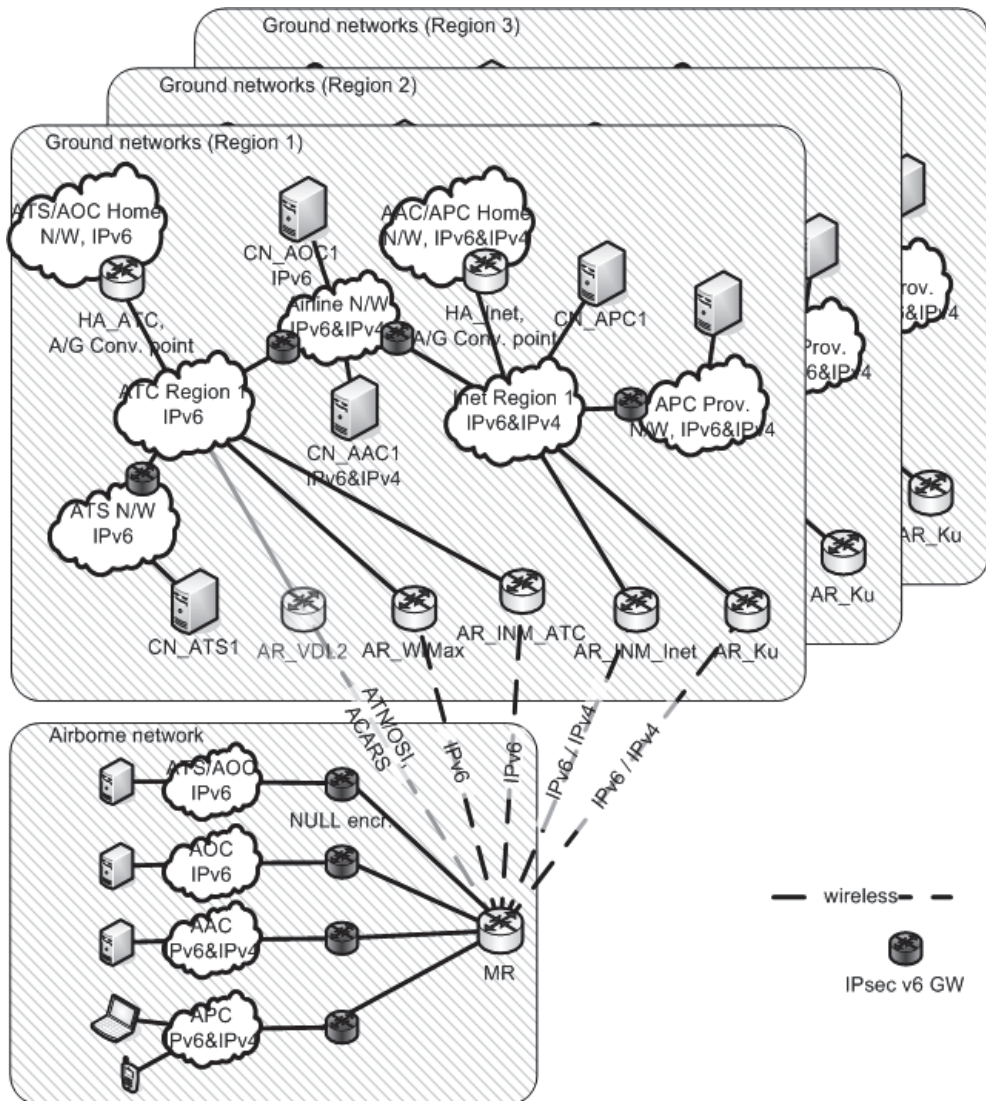 Ground networks (Region 3)
Ground networks (Region 2)
Ground networks (Region 1)
ATS/AOC Home
N/W, IPv6
CN_AOC1
IPv6
AAC/APC Home
N/W, IPv6&IPv4
HA_ATC,
A/G Conv. point
Airline N/W
IPv6&IPv4
HA_Inet,
A/G Conv. point
CN_APC1
ATC Region 1
IPv6
CN_AAC1
IPv6&IPv4
Inet Region 1
IPv6&IPv4
APC Prov.
N/W, IPv6&IPv4
Prov.
6&IPv4
Prov.
6&IPv4
ATS N/W
IPv6
CN_ATS1
AR_VDL2
AR_WiMax
AR_INM_ATC
AR_INM_Inet
AR_Ku
AR_Ku
AR_Ku
ATN/OSI,
ACARS
IPv6
IPv6
IPv6 / IPv4
IPv6 / IPv4
Airborne network
ATS/AOC
IPv6
NULL encr.
AOC
IPv6
AAC
Pv6&IPv4
APC
Pv6&IPv4
MR
wireless
IPsec v6 GW